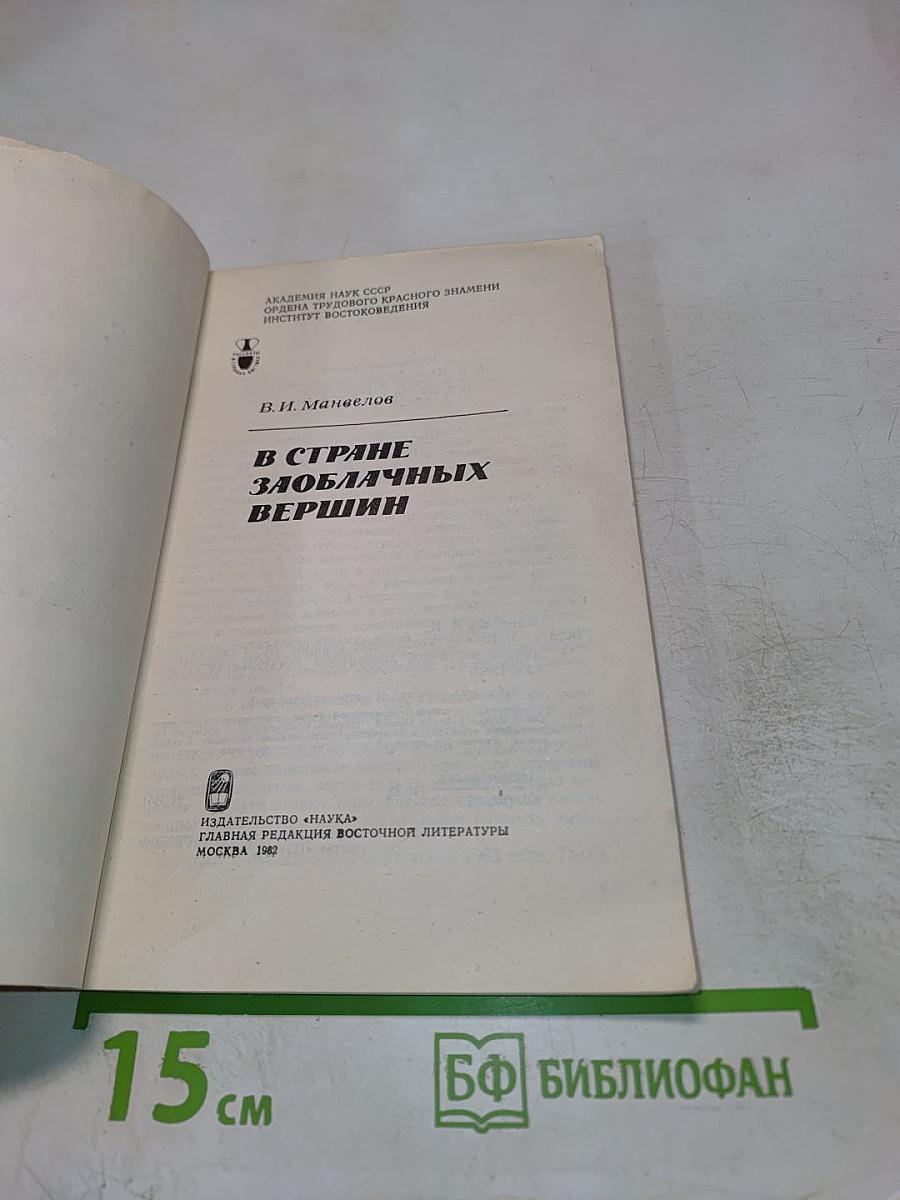 АКАДЕМИЯ НАУК СССР
ОРДЕНА ТРУДОВОГО КРАСНОГО ЗНАМЕНИ
ИНСТИТУТ ВОСТОКОВЕДЕНИЯ
В. И. Манвелов
В СТРАНЕ
ЗАОБЛАЧНЫХ
ВЕРШИН
ИЗДАТЕЛЬСТВО «НАУКА»
ГЛАВНАЯ РЕДАКЦИЯ ВОСТОЧНОЙ ЛИТЕРАТУРЫ
МОСКВА 1982
15 см
БФ БИБЛИОФАН